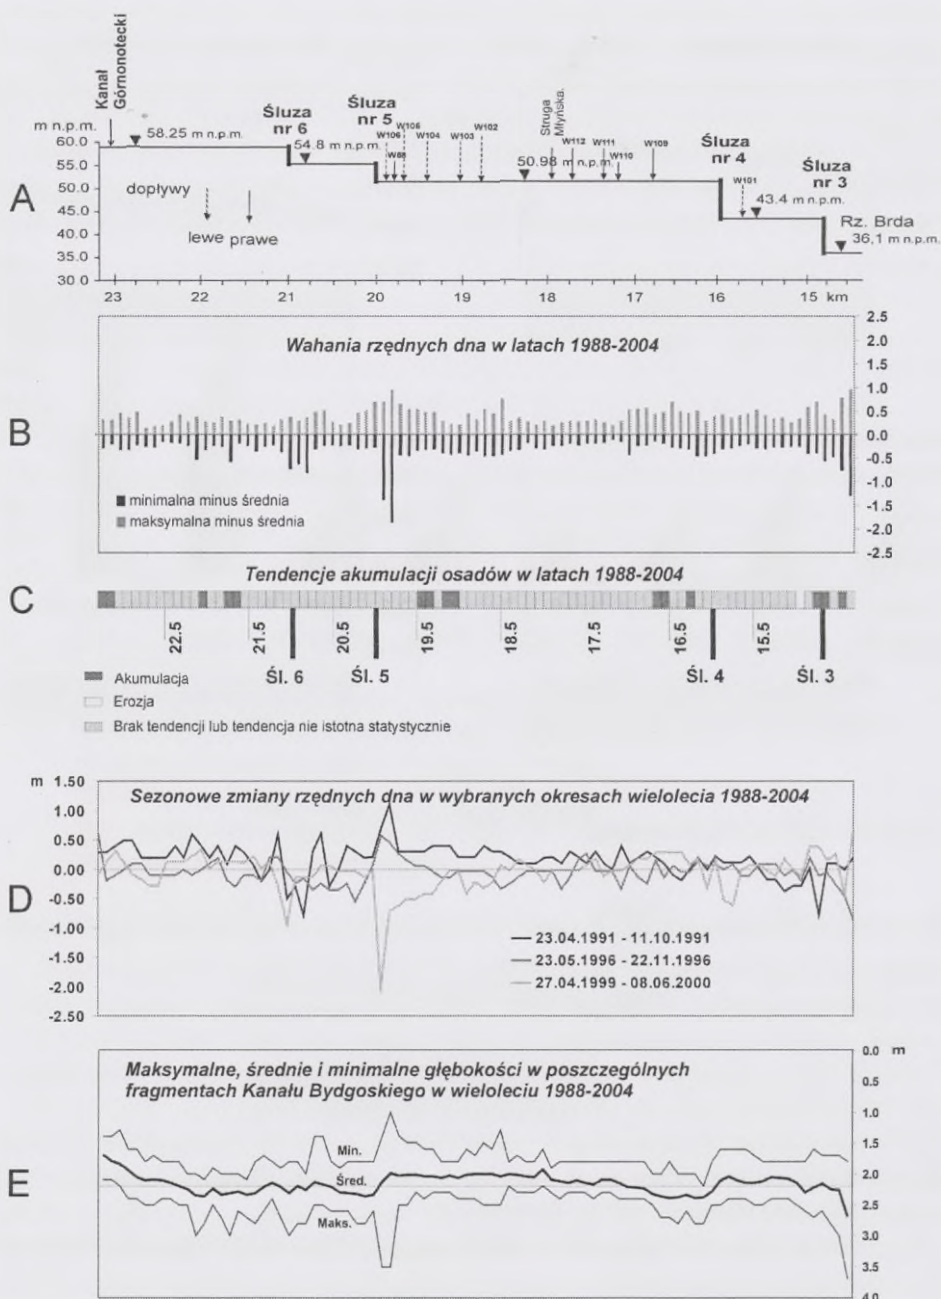 Kanał
Górnonotecki
Śluza
nr 6
Śluza
nr 5
Struga
Młyńska.
Śluza
nr 4
Śluza
nr 3
m n.p.m.
58.25 m n.p.m.
54.8 m n.p.m.
W106
W105
W104
W103
W102
50.98 m n.p.m.
W112
W111
W110
W109
W101
43.4 m n.p.m.
Rz. Brda
36,1 m n.p.m.
A
60.0
55.0
50.0
45.0
40.0
35.0
30.0
dopływy
lewe prawe
23 22 21 20 19 18 17 16 15 km
B
Wahania rzędnych dna w latach 1988-2004
2.5
2.0
1.5
1.0
0.5
0.0
-0.5
-1.0
-1.5
-2.0
-2.5
minimalna minus średnia
maksymalna minus średnia
C
Tendencje akumulacji osadów w latach 1988-2004
22.5 21.5 20.5 19.5 18.5 17.5 16.5 15.5
Śl. 6 Śl. 5 Śl. 4 Śl. 3
Akumulacja
Erozja
Brak tendencji lub tendencja nie istotna statystycznie
D
m
Sezonowe zmiany rzędnych dna w wybranych okresach wielolecia 1988-2004
1.50
1.00
0.50
0.00
-0.50
-1.00
-1.50
-2.00
-2.50
23.04.1991 - 11.10.1991
23.05.1996 - 22.11.1996
27.04.1999 - 08.06.2000
E
Maksymalne, średnie i minimalne głębokości w poszczególnych
fragmentach Kanału Bydgoskiego w wieloleciu 1988-2004
Min.
Śred.
Maks.
0.0 m
0.5
1.0
1.5
2.0
2.5
3.0
3.5
4.0